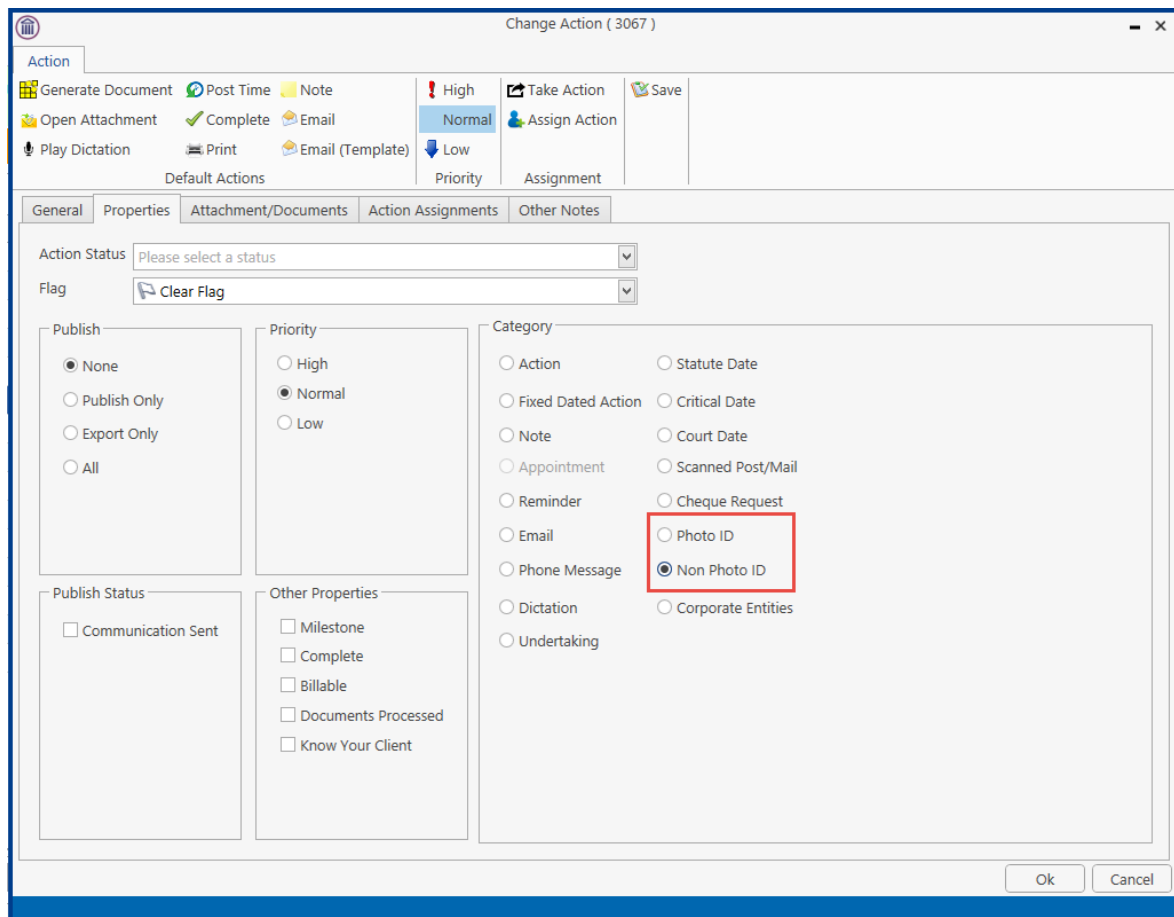 Change Action ( 3067 )
Action
Generate Document Post Time Note High Take Action Save
Open Attachment Complete Email Normal Assign Action
Play Dictation Print Email (Template) Low
Default Actions Priority Assignment
General Properties Attachment/Documents Action Assignments Other Notes
Action Status Please select a status
Flag Clear Flag
Publish
None
Publish Only
Export Only
All
Priority
High
Normal
Low
Category
Action Statute Date
Fixed Dated Action Critical Date
Note Court Date
Appointment Scanned Post/Mail
Reminder Cheque Request
Email Photo ID
Phone Message Non Photo ID
Dictation Corporate Entities
Undertaking
Publish Status
Communication Sent
Other Properties
Milestone
Complete
Billable
Documents Processed
Know Your Client
Ok Cancel